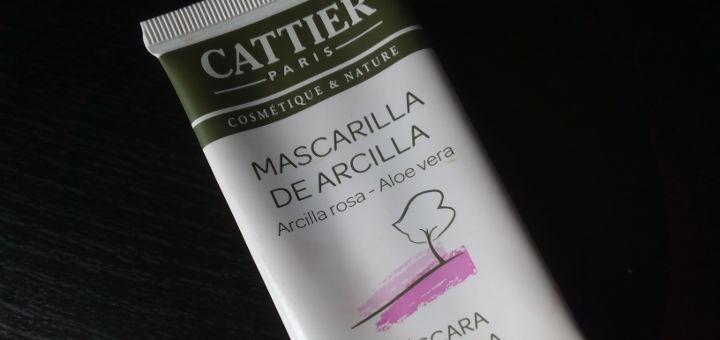 CATTIER
PARIS
COSMÉTIQUE & NATURE
MASCARILLA
DE ARCILLA
Arcilla rosa - Aloe vera